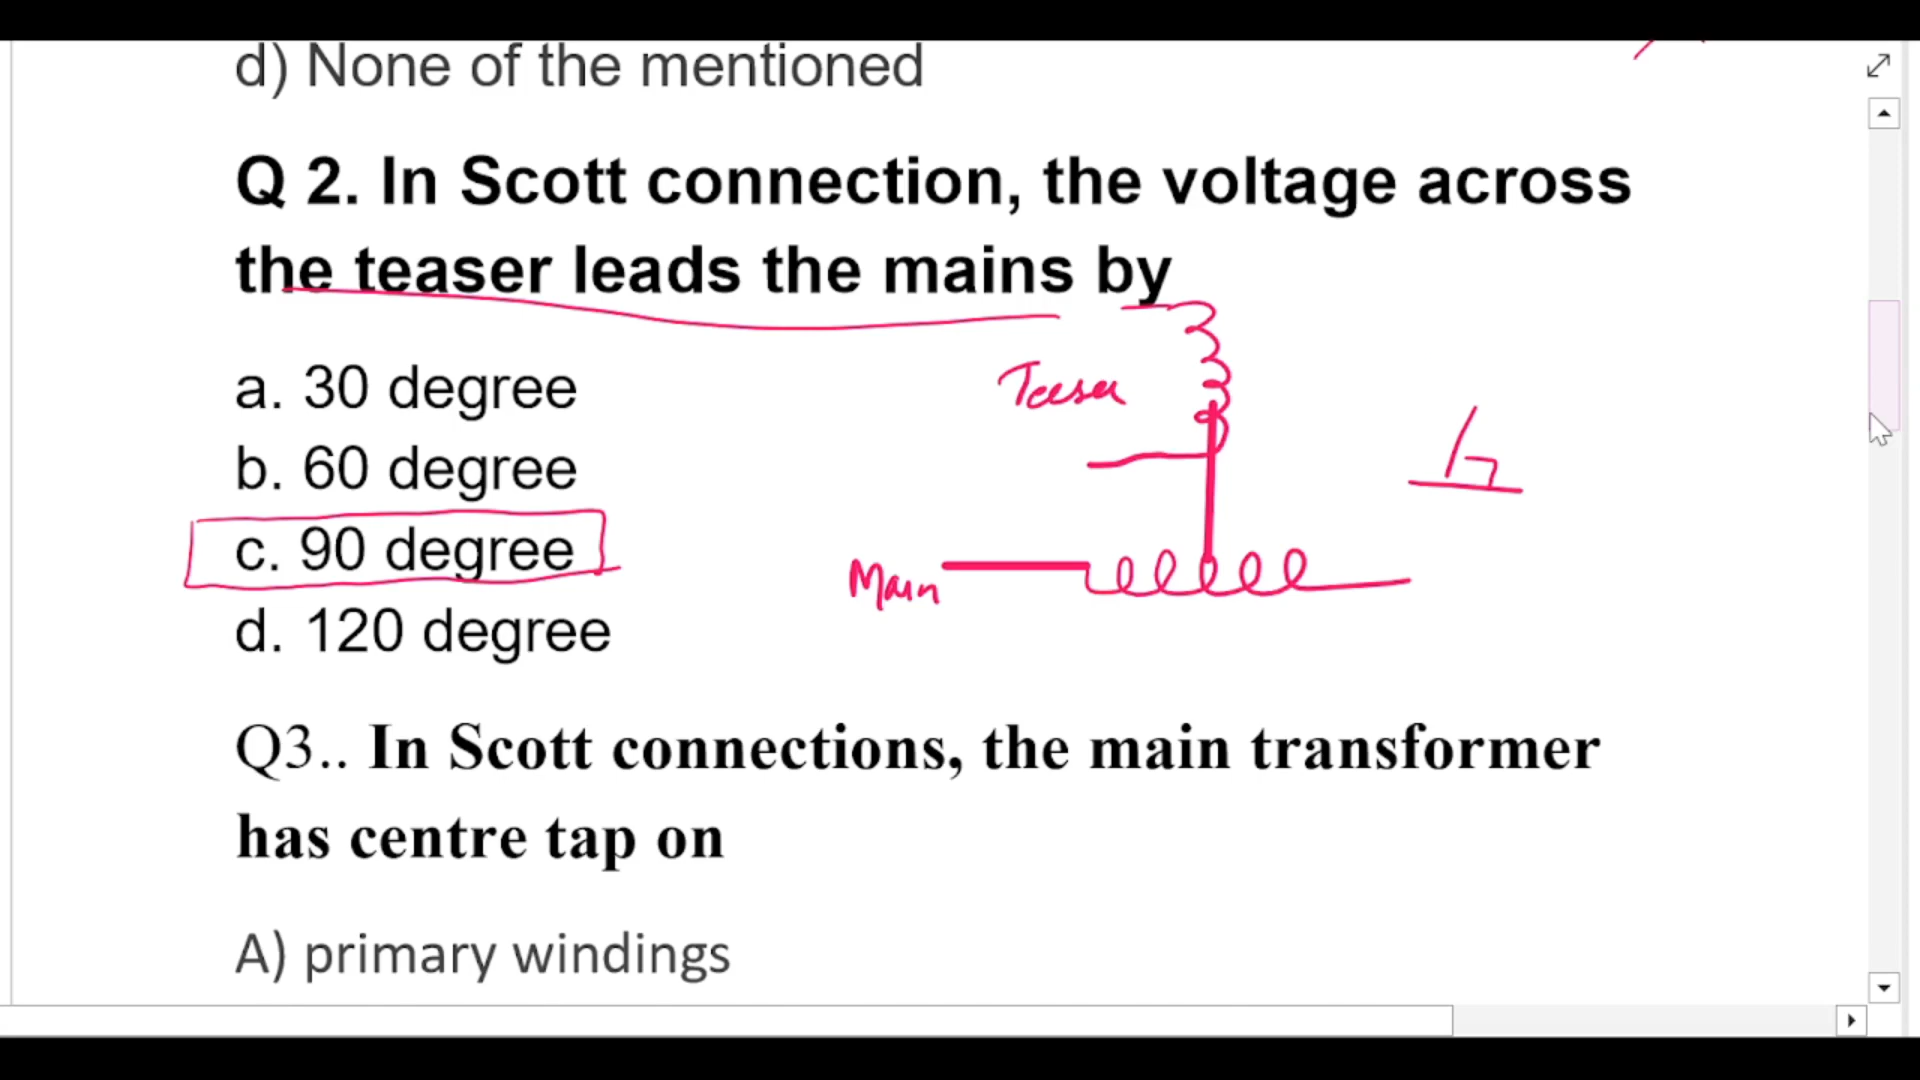 d) None of the mentioned
Q 2. In Scott connection, the voltage across
the teaser leads the mains by
a. 30 degree
b. 60 degree
c. 90 degree
d. 120 degree
Teeser
Main
Q3.. In Scott connections, the main transformer
has centre tap on
A) primary windings